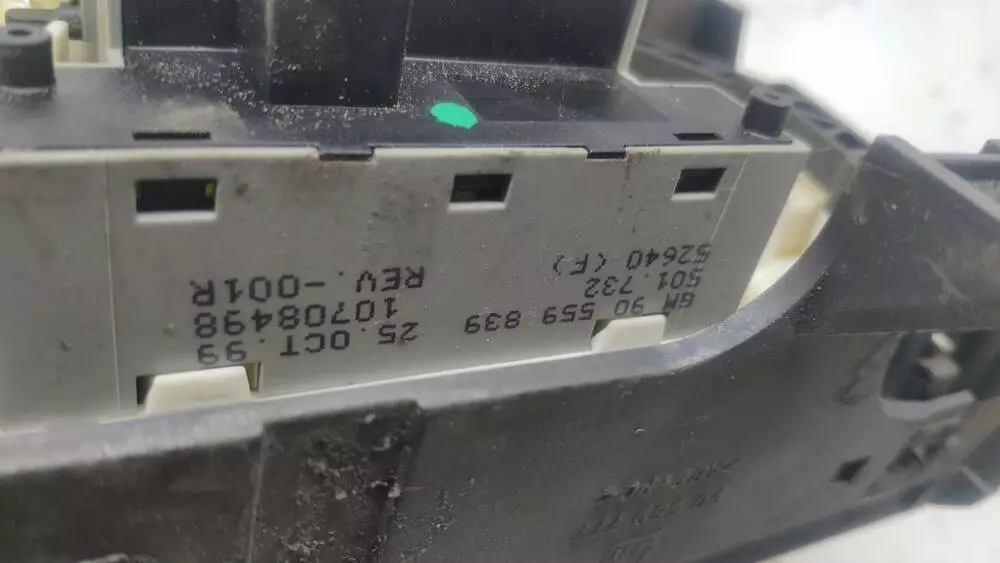 GM 90 559 839
501.732
52640 (F)
25.OCT.99
10708498
REV.-001R